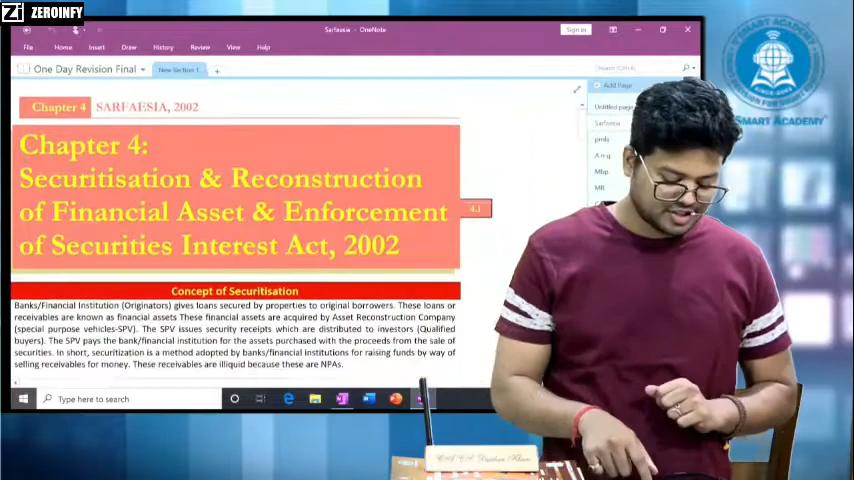 ZEROINFY
Sarfaesia - OneNote
Sign in
File Home Insert Draw History Review View Help
One Day Revision Final
New Section 1
Search (Ctrl+E)
Add Page
Untitled page
Sarfaesia
pmla
A n q
Mbp
MR
Chapter 4 SARFAESIA, 2002
Chapter 4:
Securitisation & Reconstruction
of Financial Asset & Enforcement
of Securities Interest Act, 2002
4.1
Concept of Securitisation
Banks/Financial Institution (Originators) gives loans secured by properties to original borrowers. These loans or
receivables are known as financial assets These financial assets are acquired by Asset Reconstruction Company
(special purpose vehicles-SPV). The SPV issues security receipts which are distributed to investors (Qualified
buyers). The SPV pays the bank/financial institution for the assets purchased with the proceeds from the sale of
securities. In short, securitization is a method adopted by banks/financial institutions for raising funds by way of
selling receivables for money. These receivables are illiquid because these are NPAs.
Type here to search
SMART ACADEMY